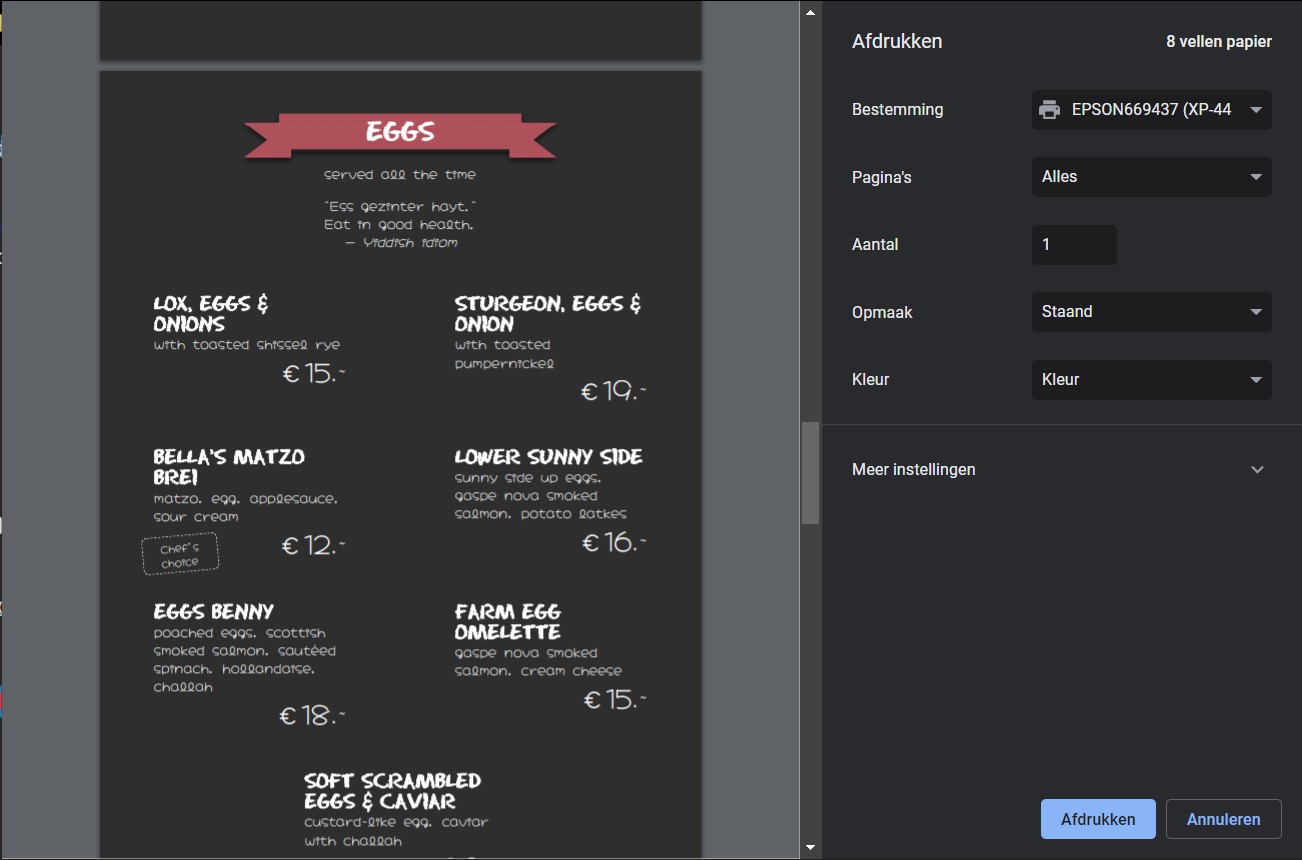 EGGS
served all the time
"Ess gezinter hayt."
Eat in good health.
– Yiddish idiom
LOX, EGGS &
ONIONS
with toasted shissel rye
€ 15.~
STURGEON, EGGS &
ONION
with toasted
pumpernickel
€ 19.~
BELLA'S MATZO
BREI
matzo, egg, applesauce,
sour cream
Chef's
choice
€ 12.~
LOWER SUNNY SIDE
sunny side up eggs,
gaspe nova smoked
salmon, potato latkes
€ 16.~
EGGS BENNY
poached eggs, scottish
smoked salmon, sautéed
spinach, hollandaise,
challah
€ 18.~
FARM EGG
OMELETTE
gaspe nova smoked
salmon, cream cheese
€ 15.~
SOFT SCRAMBLED
EGGS & CAVIAR
custard-like egg, caviar
with challah
Afdrukken
8 vellen papier
Bestemming
EPSON669437 (XP-44
Pagina's
Alles
Aantal
1
Opmaak
Staand
Kleur
Kleur
Meer instellingen
Afdrukken
Annuleren